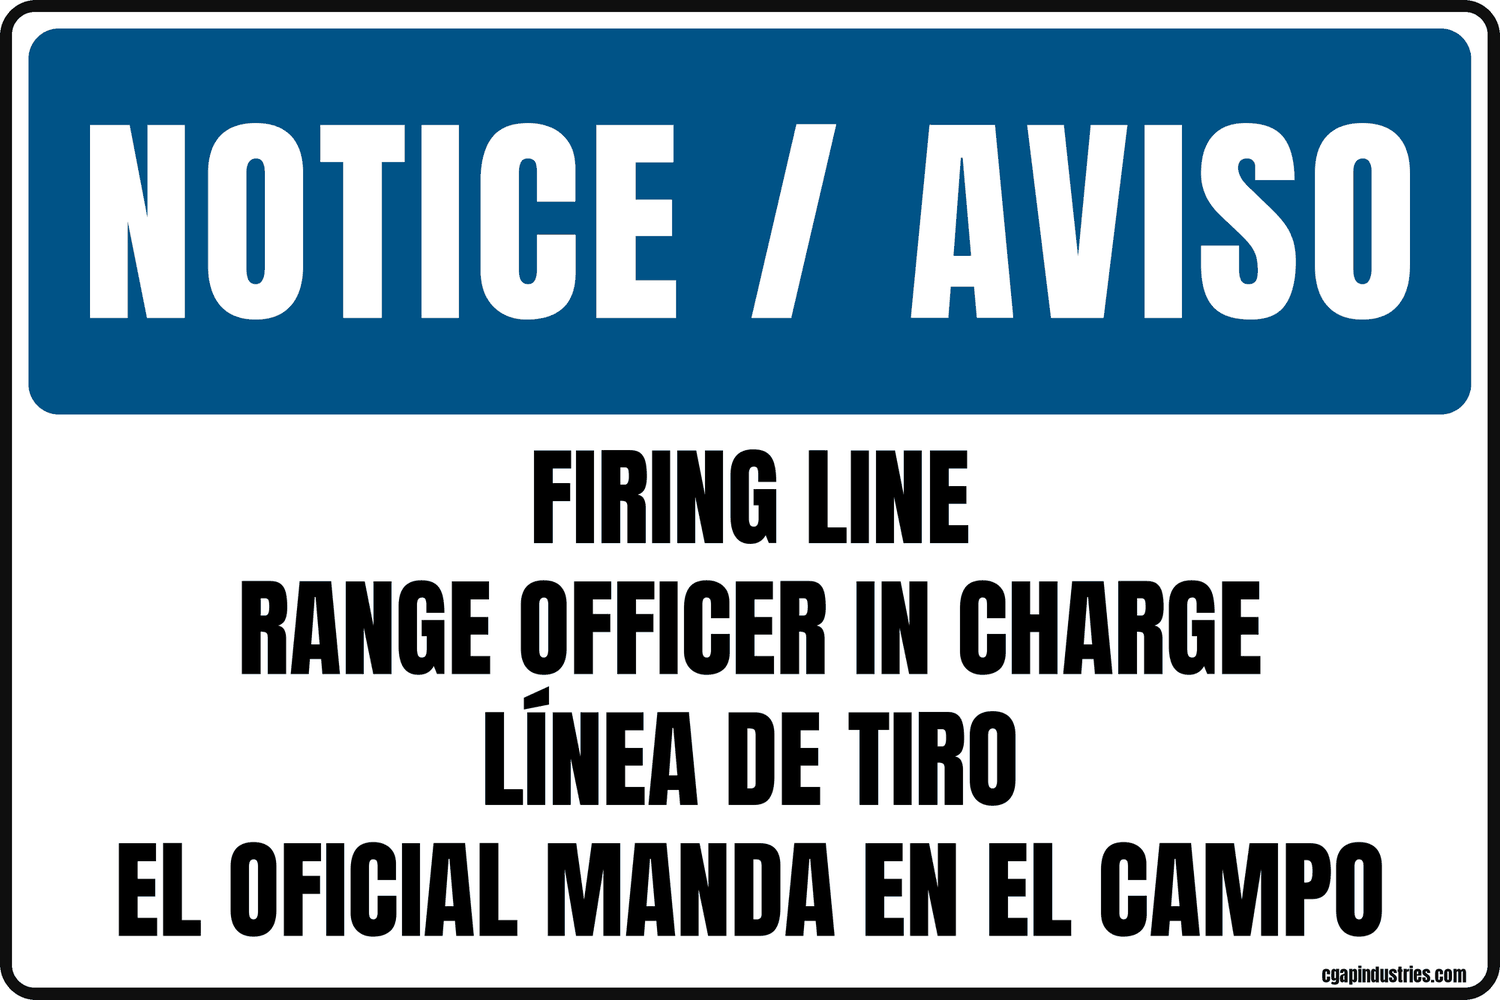 NOTICE / AVISO
FIRING LINE
RANGE OFFICER IN CHARGE
LÍNEA DE TIRO
EL OFICIAL MANDA EN EL CAMPO
cgapindustries.com